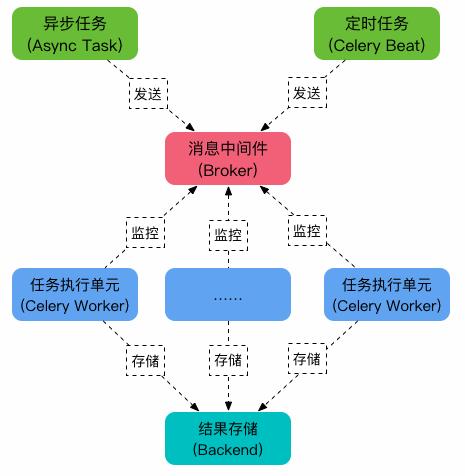 异步任务
(Async Task)
定时任务
(Celery Beat)
发送
发送
消息中间件
(Broker)
监控
监控
监控
任务执行单元
(Celery Worker)
......
任务执行单元
(Celery Worker)
存储
存储
存储
结果存储
(Backend)